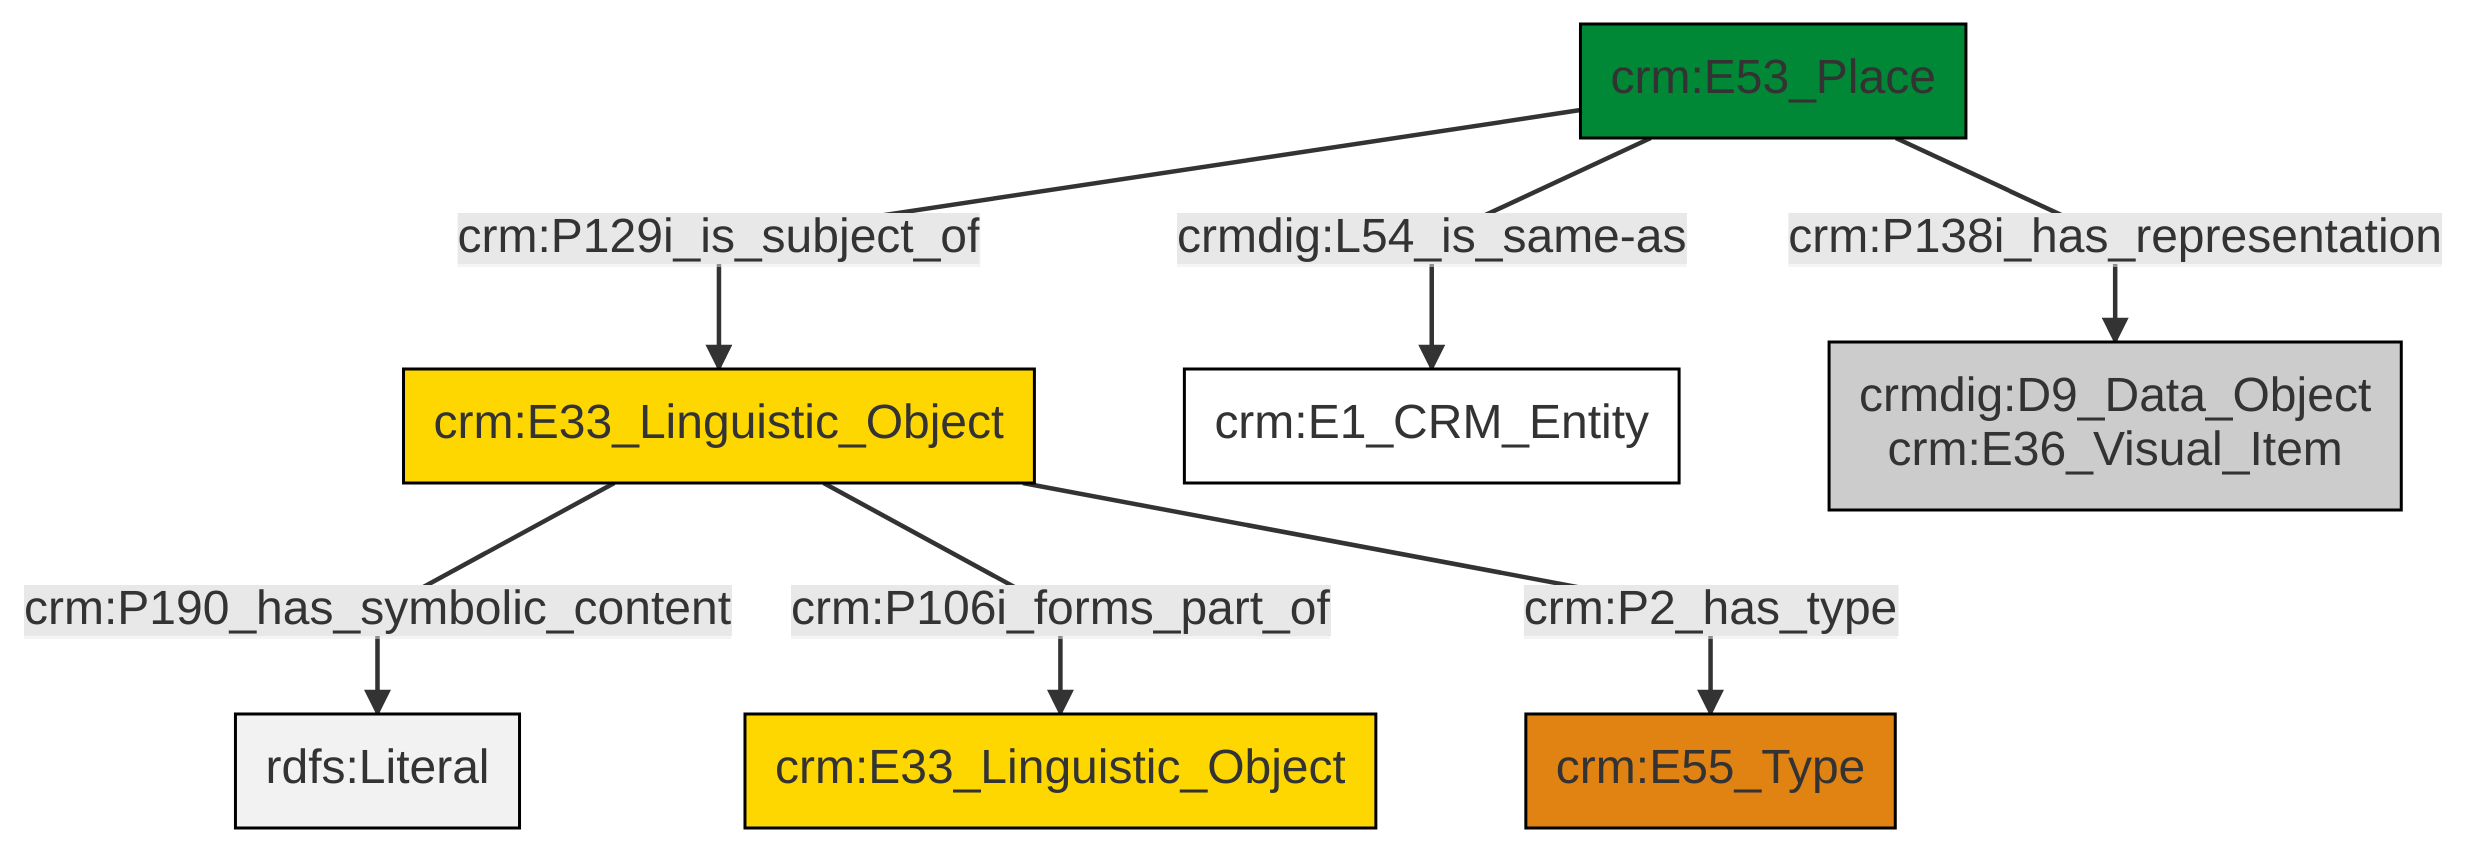 crm:E53_Place
crm:P129i_is_subject_of
crmdig:L54_is_same-as
crm:P138i_has_representation
crm:E33_Linguistic_Object
crm:E1_CRM_Entity
crmdig:D9_Data_Object
crm:E36_Visual_Item
crm:P190_has_symbolic_content
crm:P106i_forms_part_of
crm:P2_has_type
rdfs:Literal
crm:E33_Linguistic_Object
crm:E55_Type